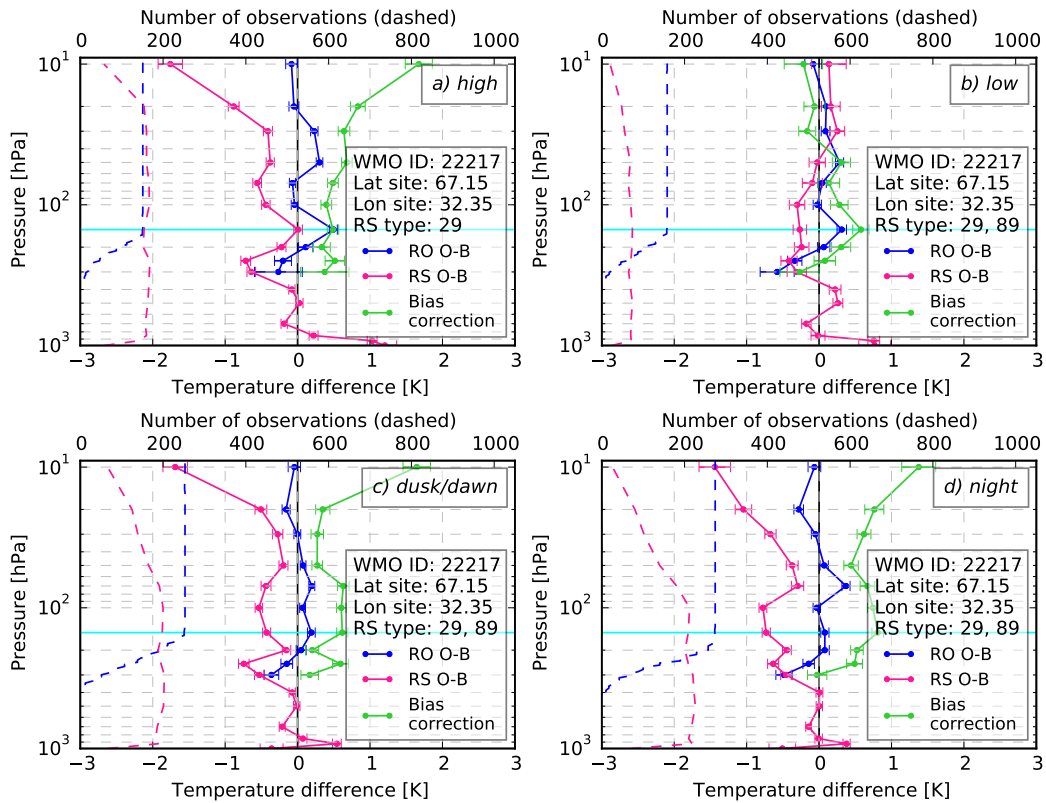 Number of observations (dashed)
0 200 400 600 800 1000
10¹
10²
10³
Pressure [hPa]
a) high
WMO ID: 22217
Lat site: 67.15
Lon site: 32.35
RS type: 29
RO O-B
RS O-B
Bias
correction
−3 −2 −1 0 1 2 3
Temperature difference [K]
Number of observations (dashed)
0 200 400 600 800 1000
10¹
10²
10³
Pressure [hPa]
b) low
WMO ID: 22217
Lat site: 67.15
Lon site: 32.35
RS type: 29, 89
RO O-B
RS O-B
Bias
correction
−3 −2 −1 0 1 2 3
Temperature difference [K]
Number of observations (dashed)
0 200 400 600 800 1000
10¹
10²
10³
Pressure [hPa]
c) dusk/dawn
WMO ID: 22217
Lat site: 67.15
Lon site: 32.35
RS type: 29, 89
RO O-B
RS O-B
Bias
correction
−3 −2 −1 0 1 2 3
Temperature difference [K]
Number of observations (dashed)
0 200 400 600 800 1000
10¹
10²
10³
Pressure [hPa]
d) night
WMO ID: 22217
Lat site: 67.15
Lon site: 32.35
RS type: 29, 89
RO O-B
RS O-B
Bias
correction
−3 −2 −1 0 1 2 3
Temperature difference [K]